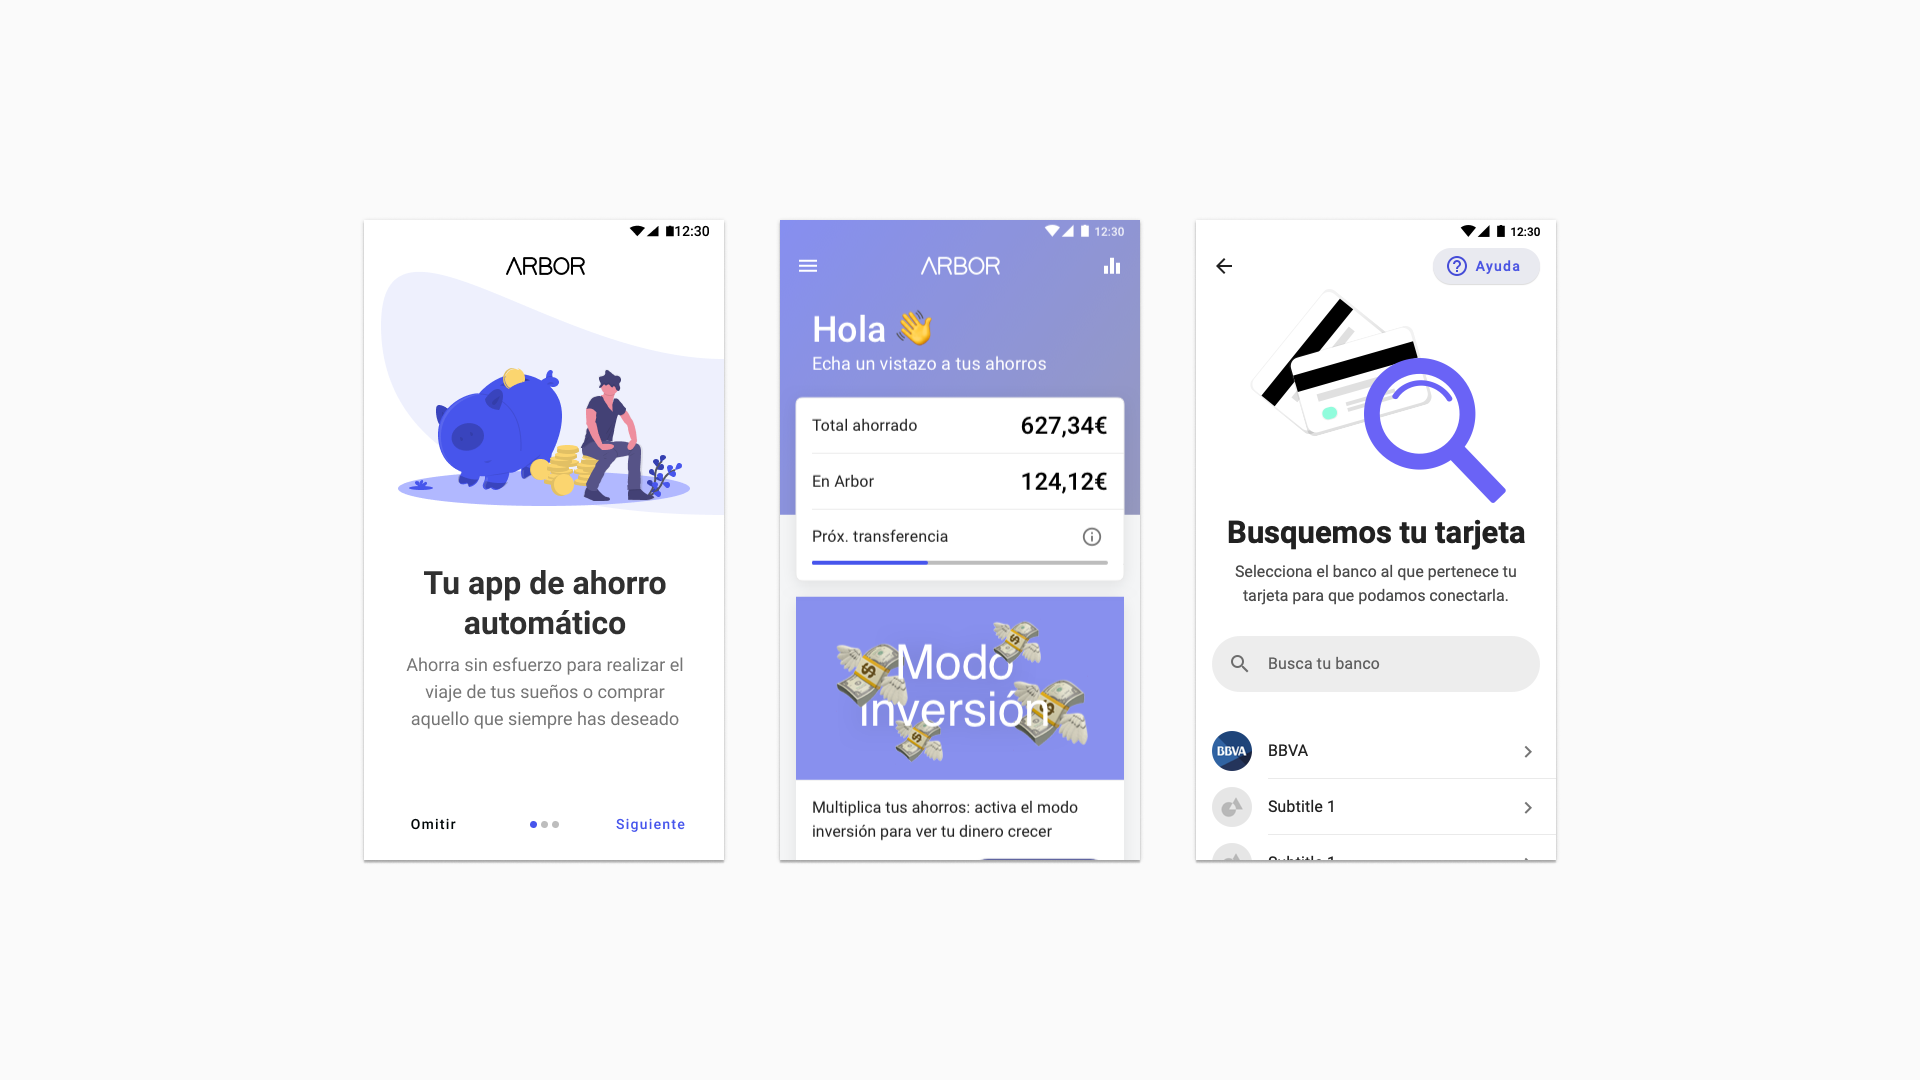 12:30
ARBOR
Tu app de ahorro
automático
Ahorra sin esfuerzo para realizar el
viaje de tus sueños o comprar
aquello que siempre has deseado
Omitir
Siguiente
12:30
ARBOR
Hola 👋
Echa un vistazo a tus ahorros
Total ahorrado 627,34€
En Arbor 124,12€
Próx. transferencia
Modo
inversión
Multiplica tus ahorros: activa el modo
inversión para ver tu dinero crecer
12:30
Ayuda
Busquemos tu tarjeta
Selecciona el banco al que pertenece tu
tarjeta para que podamos conectarla.
Busca tu banco
BBVA BBVA
Subtitle 1
Subtitle 1